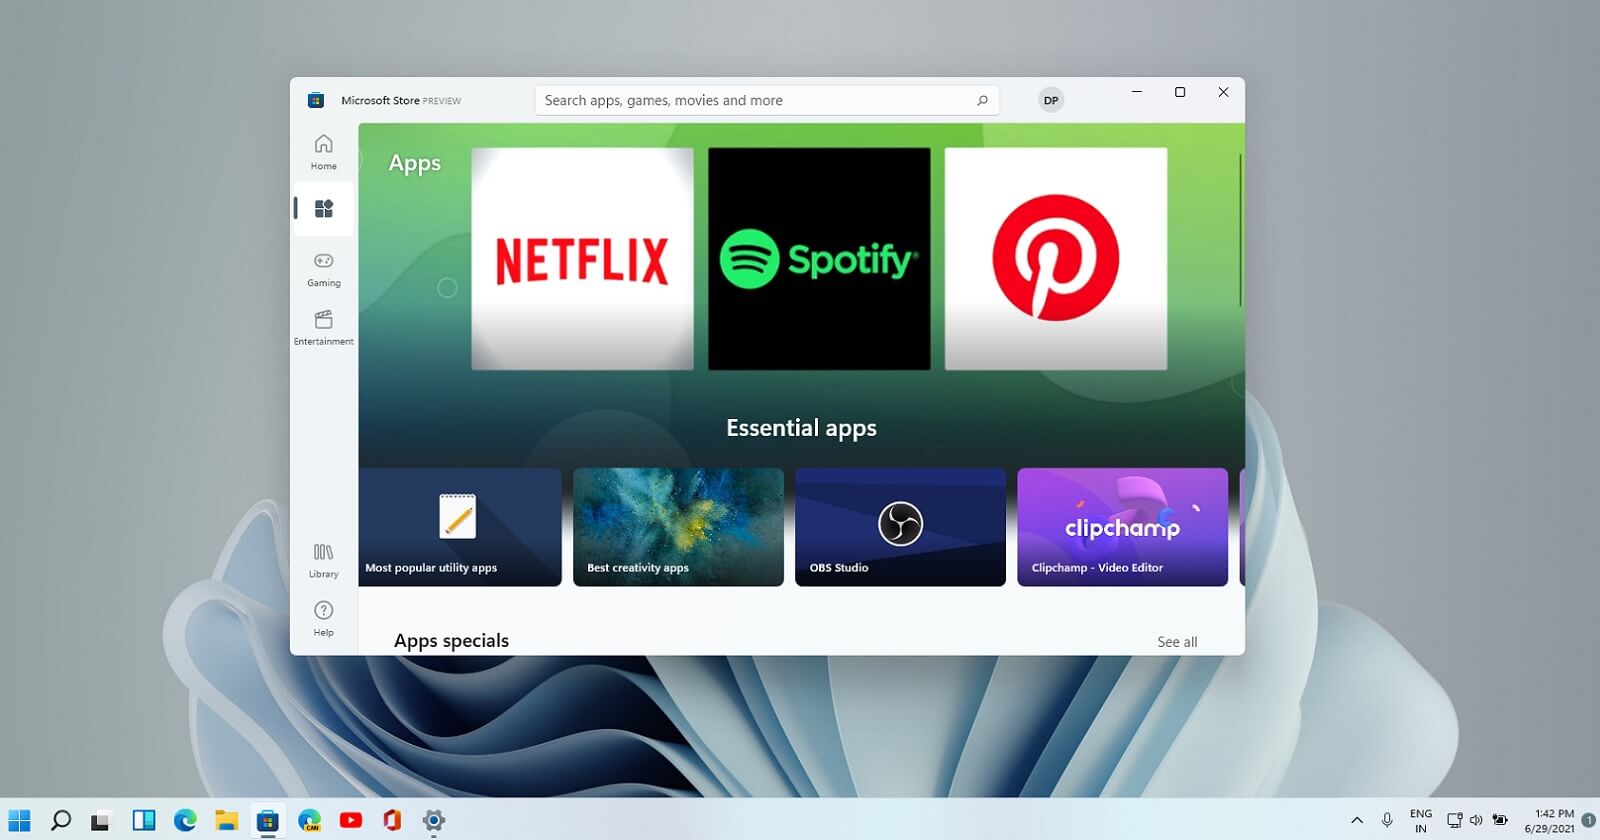 Microsoft Store PREVIEW
Search apps, games, movies and more
DP
Home
Gaming
Entertainment
Library
Help
Apps
NETFLIX
Spotify®
Essential apps
Most popular utility apps
Best creativity apps
OBS Studio
clipchamp
Clipchamp - Video Editor
Apps specials
See all
CAN
ENG
IN
1:42 PM
6/29/2021
1